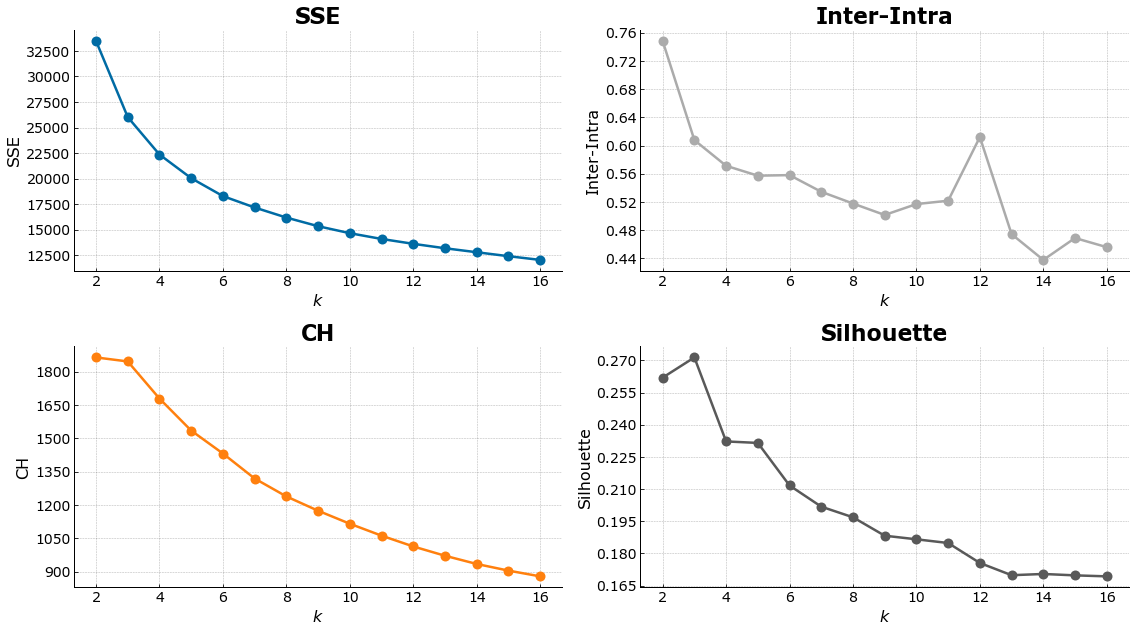 SSE
SSE
32500
30000
27500
25000
22500
20000
17500
15000
12500
2 4 6 8 10 12 14 16
k
Inter-Intra
Inter-Intra
0.76
0.72
0.68
0.64
0.60
0.56
0.52
0.48
0.44
2 4 6 8 10 12 14 16
k
CH
CH
1800
1650
1500
1350
1200
1050
900
2 4 6 8 10 12 14 16
k
Silhouette
Silhouette
0.270
0.255
0.240
0.225
0.210
0.195
0.180
0.165
2 4 6 8 10 12 14 16
k